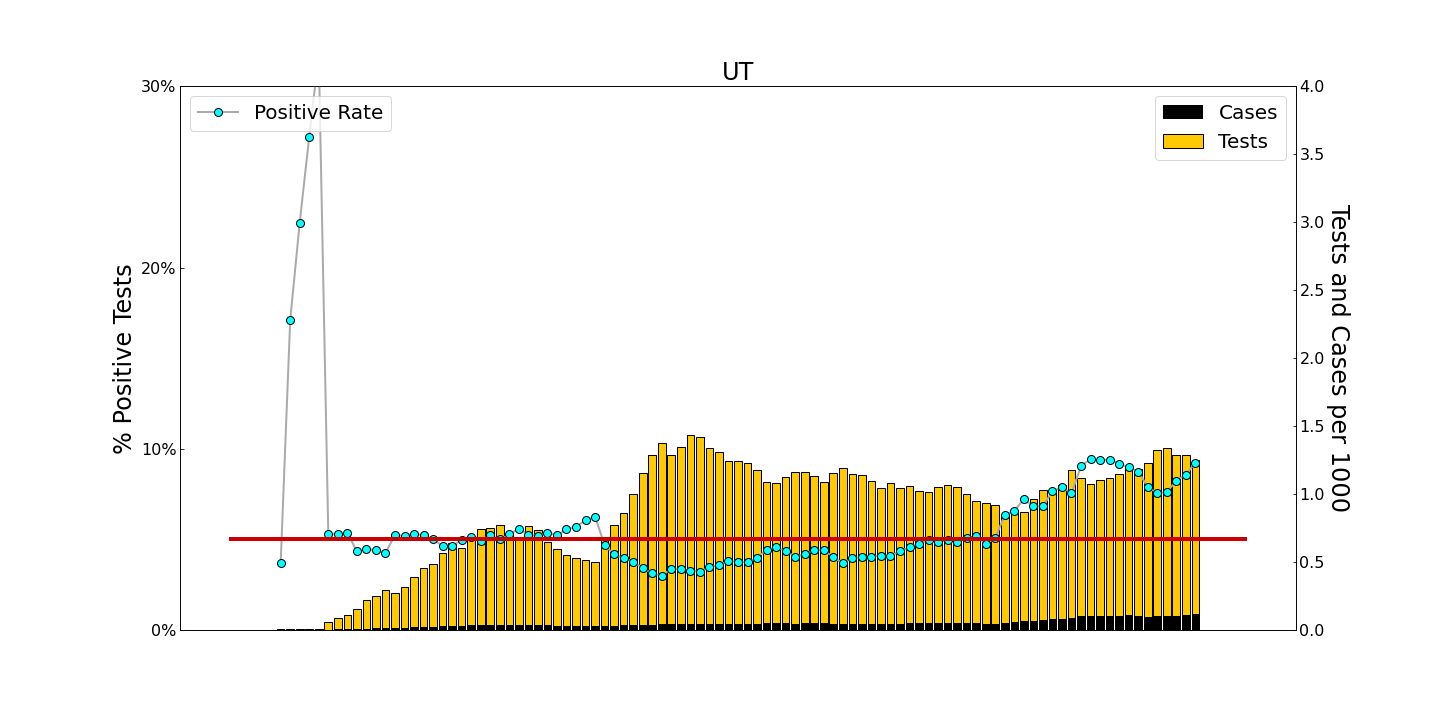 UT
Positive Rate
Cases
Tests
30%
20%
10%
0%
% Positive Tests
4.0
3.5
3.0
2.5
2.0
1.5
1.0
0.5
0.0
Tests and Cases per 1000